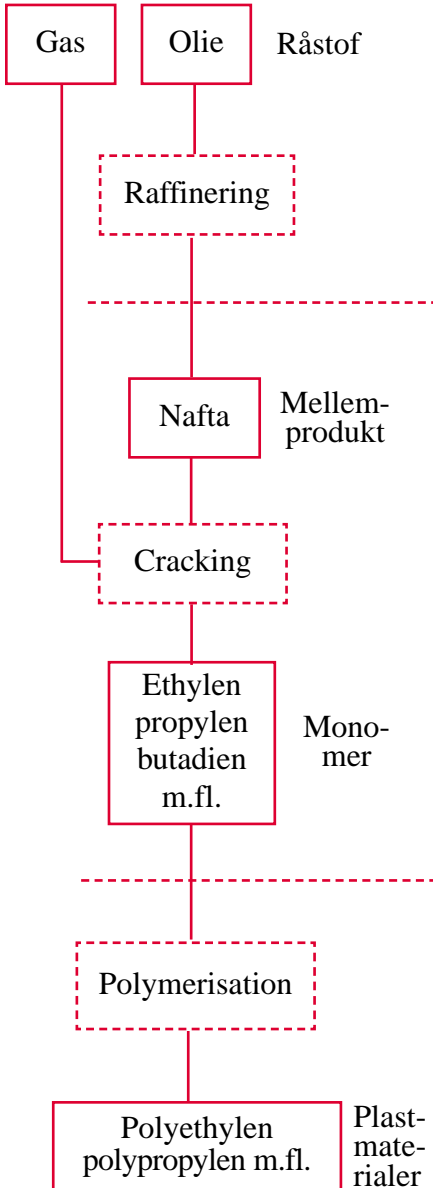 Gas
Olie
Råstof
Raffinering
Nafta
Mellem-
produkt
Cracking
Ethylen
propylen
butadien
m.fl.
Mono-
mer
Polymerisation
Polyethylen
polypropylen m.fl.
Plast-
mate-
rialer